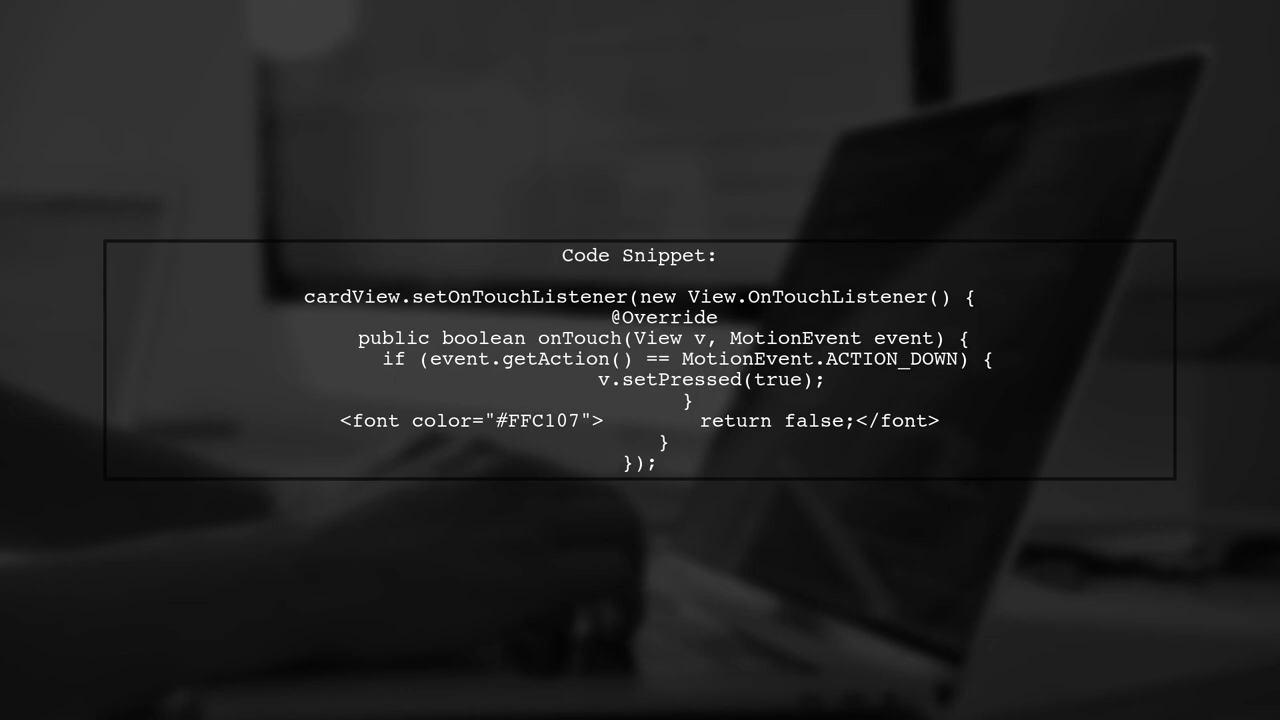 Code Snippet:
cardView.setOnTouchListener(new View.OnTouchListener() {
@Override
public boolean onTouch(View v, MotionEvent event) {
if (event.getAction() == MotionEvent.ACTION_DOWN) {
v.setPressed(true);
}
<font color="#FFC107">        return false;</font>
}
});